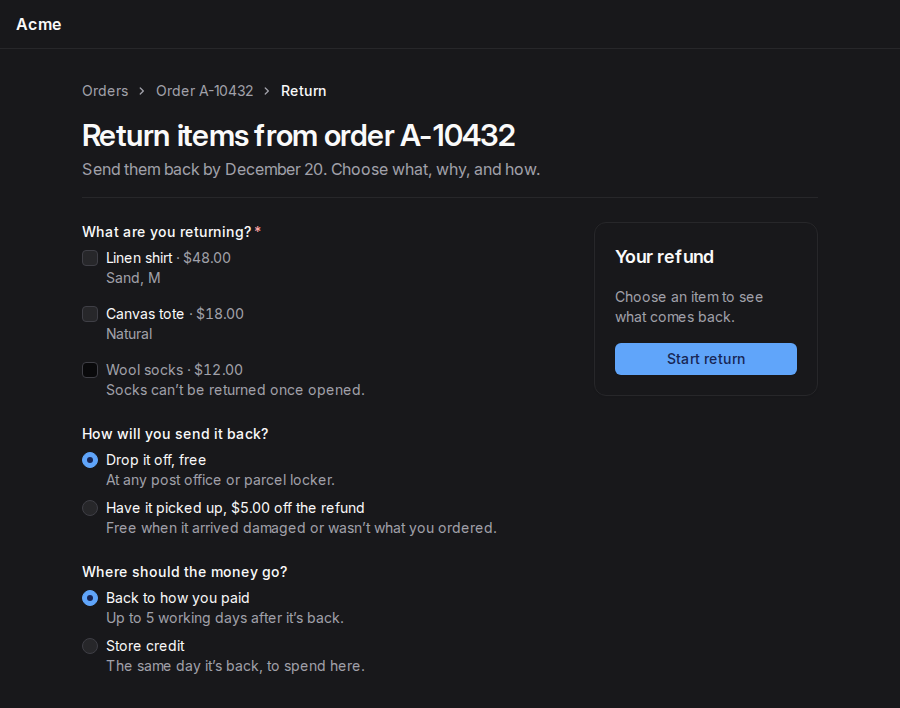 Acme
Orders > Order A-10432 > Return
Return items from order A-10432
Send them back by December 20. Choose what, why, and how.
What are you returning? *
Linen shirt · $48.00
Sand, M
Canvas tote · $18.00
Natural
Wool socks · $12.00
Socks can’t be returned once opened.
How will you send it back?
Drop it off, free
At any post office or parcel locker.
Have it picked up, $5.00 off the refund
Free when it arrived damaged or wasn’t what you ordered.
Where should the money go?
Back to how you paid
Up to 5 working days after it’s back.
Store credit
The same day it’s back, to spend here.
Your refund
Choose an item to see
what comes back.
Start return